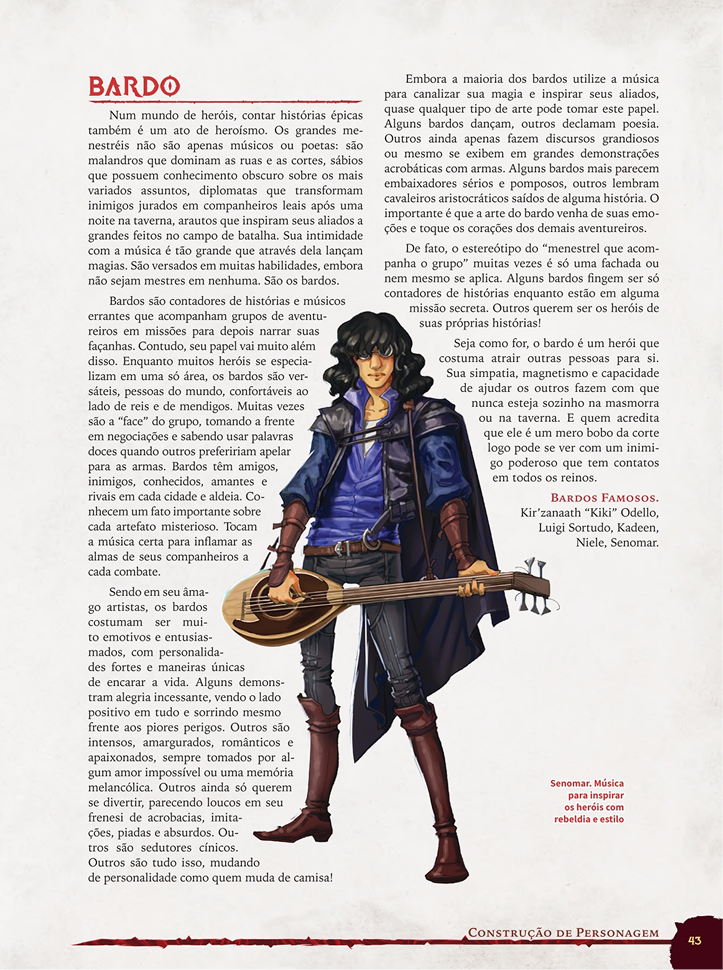 BARDO
Num mundo de heróis, contar histórias épicas
também é um ato de heroísmo. Os grandes me-
nestréis não são apenas músicos ou poetas: são
malandros que dominam as ruas e as cortes, sábios
que possuem conhecimento obscuro sobre os mais
variados assuntos, diplomatas que transformam
inimigos jurados em companheiros leais após uma
noite na taverna, arautos que inspiram seus aliados a
grandes feitos no campo de batalha. Sua intimidade
com a música é tão grande que através dela lançam
magias. São versados em muitas habilidades, embora
não sejam mestres em nenhuma. São os bardos.
Bardos são contadores de histórias e músicos
errantes que acompanham grupos de aventu-
reiros em missões para depois narrar suas
façanhas. Contudo, seu papel vai muito além
disso. Enquanto muitos heróis se especia-
lizam em uma só área, os bardos são ver-
sáteis, pessoas do mundo, confortáveis ao
lado de reis e de mendigos. Muitas vezes
são a “face” do grupo, tomando a frente
em negociações e sabendo usar palavras
doces quando outros prefeririam apelar
para as armas. Bardos têm amigos,
inimigos, conhecidos, amantes e
rivais em cada cidade e aldeia. Co-
nhecem um fato importante sobre
cada artefato misterioso. Tocam
a música certa para inflamar as
almas de seus companheiros a
cada combate.
Sendo em seu âma-
go artistas, os bardos
costumam ser mui-
to emotivos e entusias-
mados, com personalida-
des fortes e maneiras únicas
de encarar a vida. Alguns demons-
tram alegria incessante, vendo o lado
positivo em tudo e sorrindo mesmo
frente aos piores perigos. Outros são
intensos, amargurados, românticos e
apaixonados, sempre tomados por al-
gum amor impossível ou uma memória
melancólica. Outros ainda só querem
se divertir, parecendo loucos em seu
frenesi de acrobacias, imita-
ções, piadas e absurdos. Ou-
tros são sedutores cínicos.
Outros são tudo isso, mudando
de personalidade como quem muda de camisa!
Embora a maioria dos bardos utilize a música
para canalizar sua magia e inspirar seus aliados,
quase qualquer tipo de arte pode tomar este papel.
Alguns bardos dançam, outros declamam poesia.
Outros ainda apenas fazem discursos grandiosos
ou mesmo se exibem em grandes demonstrações
acrobáticas com armas. Alguns bardos mais parecem
embaixadores sérios e pomposos, outros lembram
cavaleiros aristocráticos saídos de alguma história. O
importante é que a arte do bardo venha de suas emo-
ções e toque os corações dos demais aventureiros.
De fato, o estereótipo do “menestrel que acom-
panha o grupo” muitas vezes é só uma fachada ou
nem mesmo se aplica. Alguns bardos fingem ser só
contadores de histórias enquanto estão em alguma
missão secreta. Outros querem ser os heróis de
suas próprias histórias!
Seja como for, o bardo é um herói que
costuma atrair outras pessoas para si.
Sua simpatia, magnetismo e capacidade
de ajudar os outros fazem com que
nunca esteja sozinho na masmorra
ou na taverna. E quem acredita
que ele é um mero bobo da corte
logo pode se ver com um inimi-
go poderoso que tem contatos
em todos os reinos.
Bardos Famosos.
Kir’zanaath “Kiki” Odello,
Luigi Sortudo, Kadeen,
Niele, Senomar.
Senomar. Música
para inspirar
os heróis com
rebeldia e estilo
Construção de Personagem
43